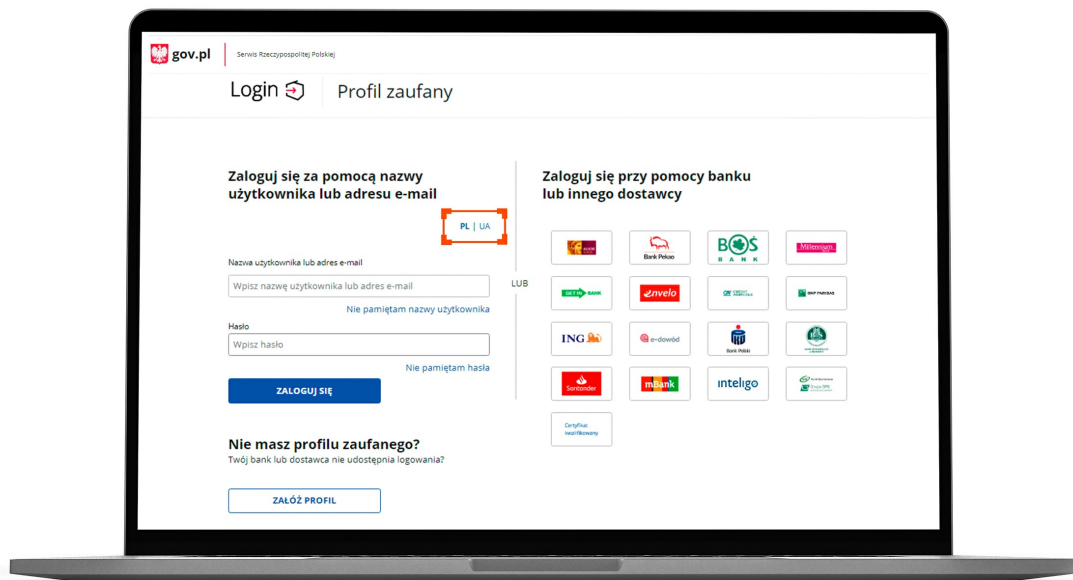 gov.pl
Serwis Rzeczypospolitej Polskiej
Login
Profil zaufany
Zaloguj się za pomocą nazwy
użytkownika lub adresu e-mail
PL | UA
Nazwa użytkownika lub adres e-mail
Wpisz nazwę użytkownika lub adres e-mail
Nie pamiętam nazwy użytkownika
Hasło
Wpisz hasło
Nie pamiętam hasła
ZALOGUJ SIĘ
Nie masz profilu zaufanego?
Twój bank lub dostawca nie udostępnia logowania?
ZAŁÓŻ PROFIL
LUB
Zaloguj się przy pomocy banku
lub innego dostawcy
Bank Pekao
BOŚ
BANK
Millennium
GET IN BANK
envelo
CRÉDIT
AGRICOLE
BNP PARIBAS
ING
e-dowód
Bank Polski
Santander
mBank
inteligo
Certyfikat
kwalifikowany